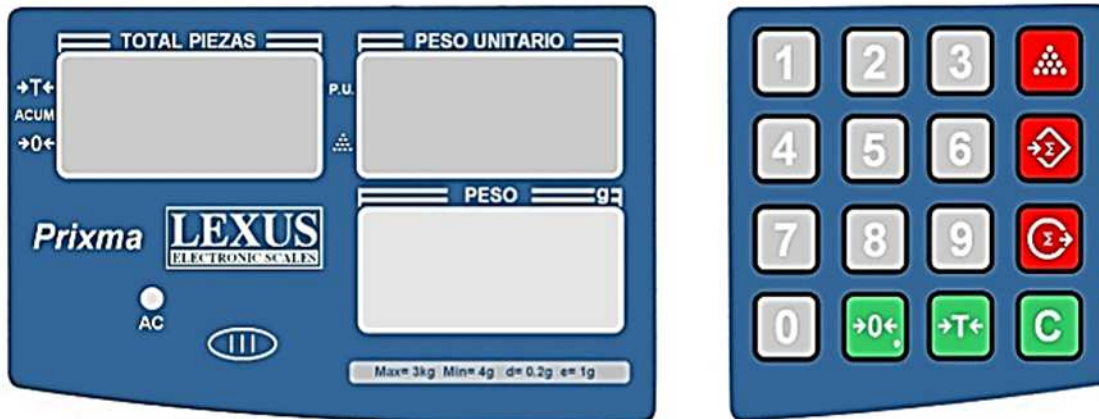 TOTAL PIEZAS
PESO UNITARIO
→T←
ACUM
→0←
P.U.
PESO g
Prixma
LEXUS
ELECTRONIC SCALES
AC
III
Max= 3kg Min= 4g d= 0.2g e= 1g
1 2 3
4 5 6 →Σ
7 8 9 Σ→
0 →0← →T← C